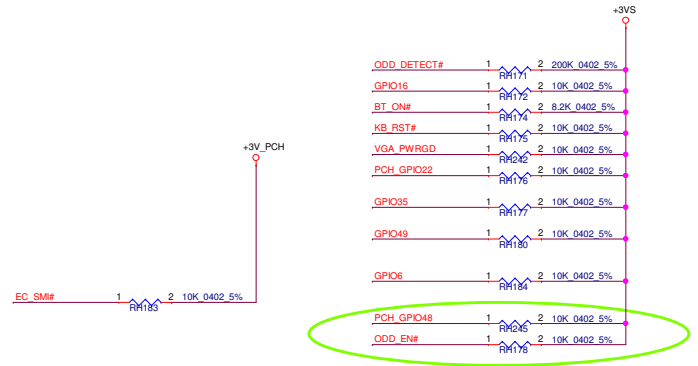 +3VS
ODD_DETECT# 1 2 200K_0402_5%
RH171
GPIO16 1 2 10K_0402_5%
RH172
BT_ON# 1 2 8.2K_0402_5%
RH174
KB_RST# 1 2 10K_0402_5%
RH175
VGA_PWRGD 1 2 10K_0402_5%
RH242
PCH_GPIO22 1 2 10K_0402_5%
RH176
GPIO35 1 2 10K_0402_5%
RH177
GPIO49 1 2 10K_0402_5%
RH180
GPIO6 1 2 10K_0402_5%
RH184
PCH_GPIO48 1 2 10K_0402_5%
RH245
ODD_EN# 1 2 10K_0402_5%
RH178
+3V_PCH
EC_SMI# 1 2 10K_0402_5%
RH183